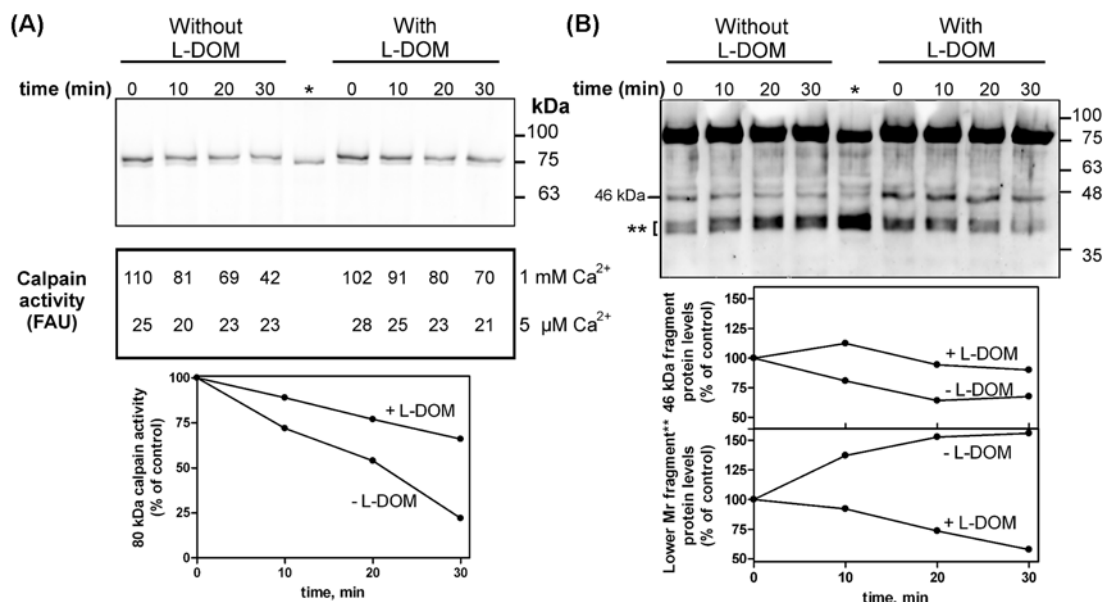 (A)
Without
L-DOM
With
L-DOM
time (min) 0 10 20 30 * 0 10 20 30
kDa
100
75
63
Calpain
activity
(FAU)
110 81 69 42 102 91 80 70 1 mM Ca²⁺
25 20 23 23 28 25 23 21 5 µM Ca²⁺
80 kDa calpain activity
(% of control)
100
75
50
25
0
+ L-DOM
- L-DOM
0 10 20 30
time, min
(B)
Without
L-DOM
With
L-DOM
time (min) 0 10 20 30 * 0 10 20 30
100
75
63
48
35
46 kDa
**
46 kDa fragment
protein levels
(% of control)
150
125
100
75
50
+ L-DOM
- L-DOM
Lower Mr fragment**
protein levels
(% of control)
150
125
100
75
50
- L-DOM
+ L-DOM
0 10 20 30
time, min